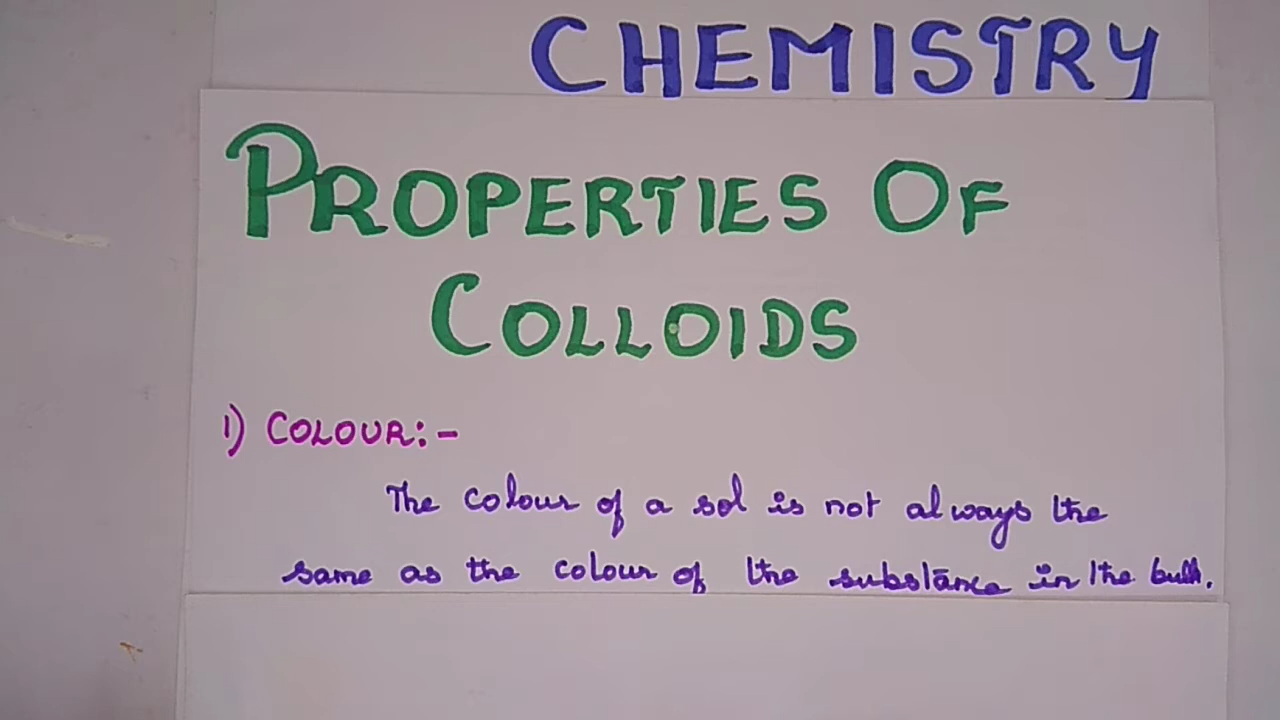 CHEMISTRY
PROPERTIES OF
COLLOIDS
1) COLOUR:-
The colour of a sol is not always the
same as the colour of the substance in the bulk.